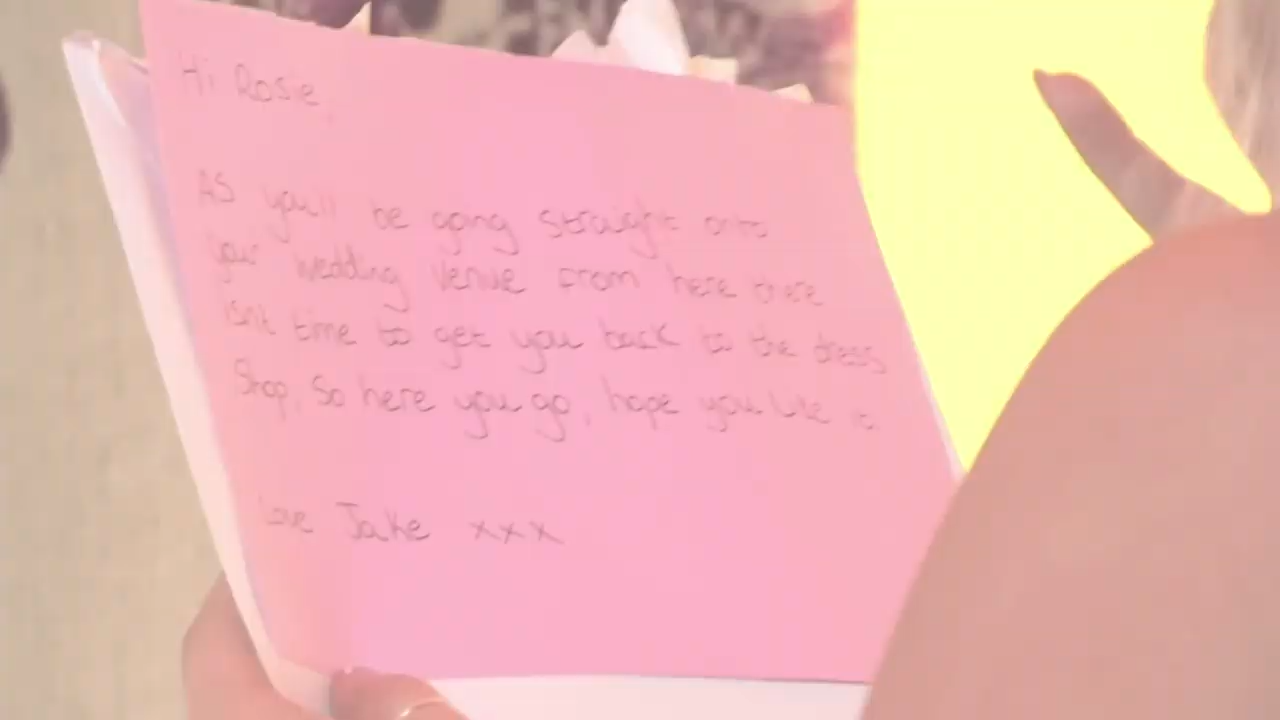 Hi Rosie,
As you'll be going straight onto
your wedding venue from here there
isnt time to get you back to the dress
Shop, So here you go, hope you like it.
Love Jake xxx